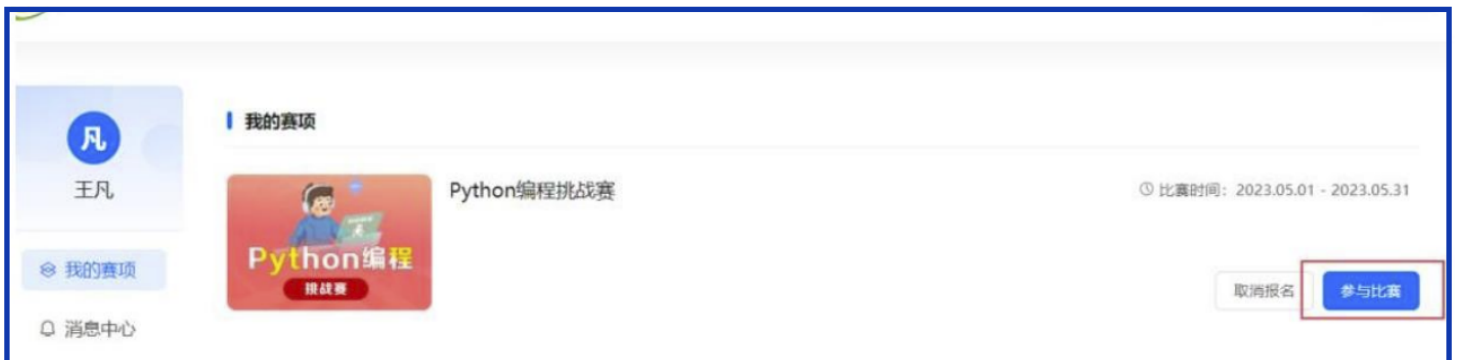 我的赛项
凡
王凡
Python编程挑战赛
比赛时间：2023.05.01 - 2023.05.31
Python编程
挑战赛
我的赛项
取消报名
参与比赛
消息中心